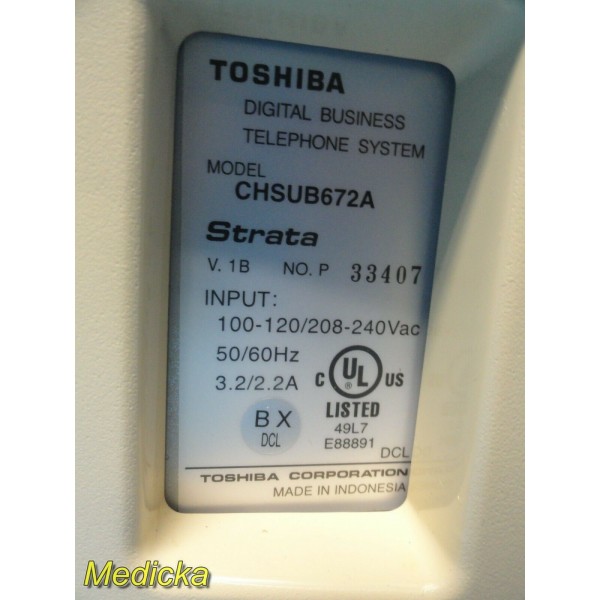 TOSHIBA
DIGITAL BUSINESS
TELEPHONE SYSTEM
MODEL
CHSUB672A
Strata
V. 1B NO. P 33407
INPUT:
100-120/208-240Vac
50/60Hz
3.2/2.2A
C UL ® US
LISTED
49L7
E88891
BX
DCL
DCL
TOSHIBA CORPORATION
MADE IN INDONESIA
Medicka